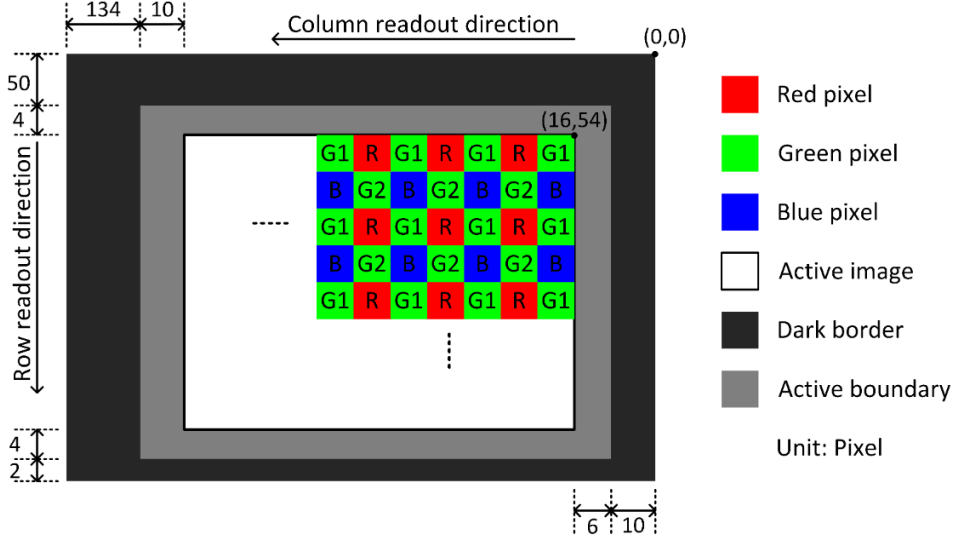 134 10
Column readout direction
(0,0)
50
4
(16,54)
Row readout direction
G1 R G1 R G1 R G1
B G2 B G2 B G2 B
G1 R G1 R G1 R G1
B G2 B G2 B G2 B
G1 R G1 R G1 R G1
4
2
6 10
Red pixel
Green pixel
Blue pixel
Active image
Dark border
Active boundary
Unit: Pixel